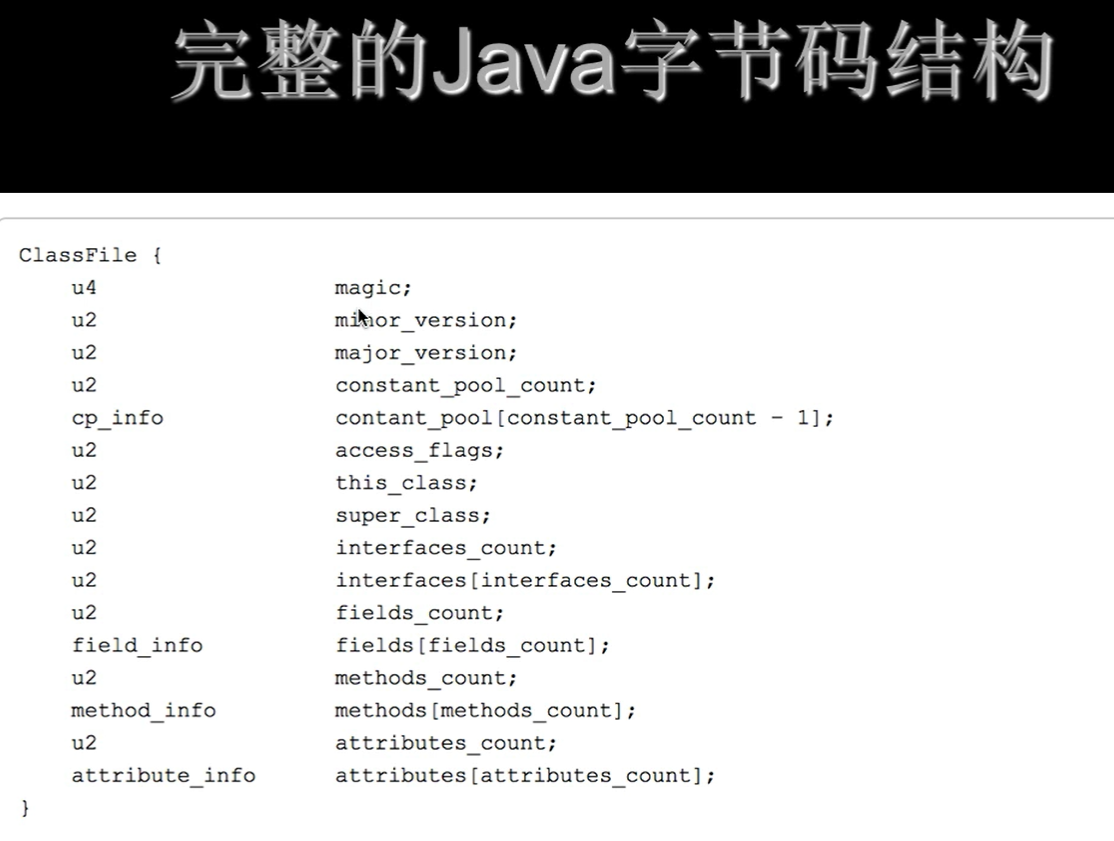 完整的Java字节码结构
ClassFile {
u4 magic;
u2 minor_version;
u2 major_version;
u2 constant_pool_count;
cp_info contant_pool[constant_pool_count - 1];
u2 access_flags;
u2 this_class;
u2 super_class;
u2 interfaces_count;
u2 interfaces[interfaces_count];
u2 fields_count;
field_info fields[fields_count];
u2 methods_count;
method_info methods[methods_count];
u2 attributes_count;
attribute_info attributes[attributes_count];
}